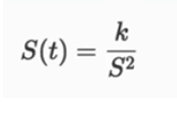 S(t) = k/S²